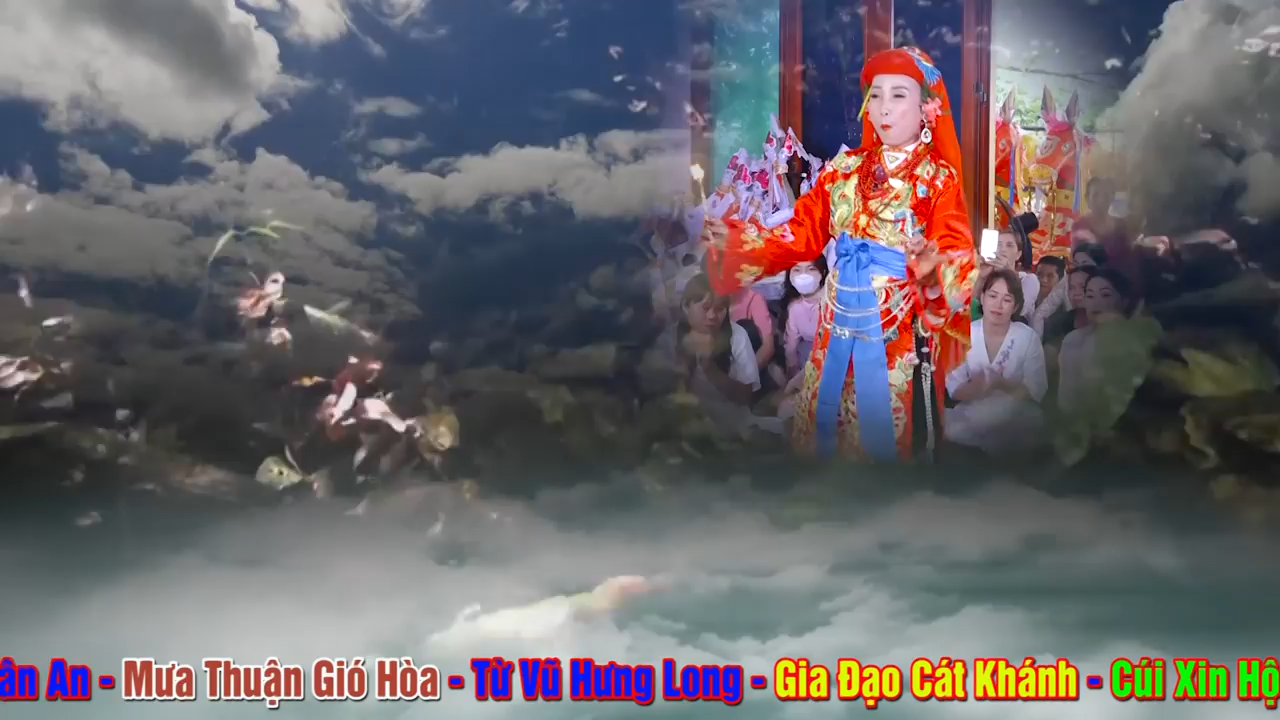 ân An - Mưa Thuận Gió Hòa - Từ Vũ Hưng Long - Gia Đạo Cát Khánh - Cúi Xin Hộ